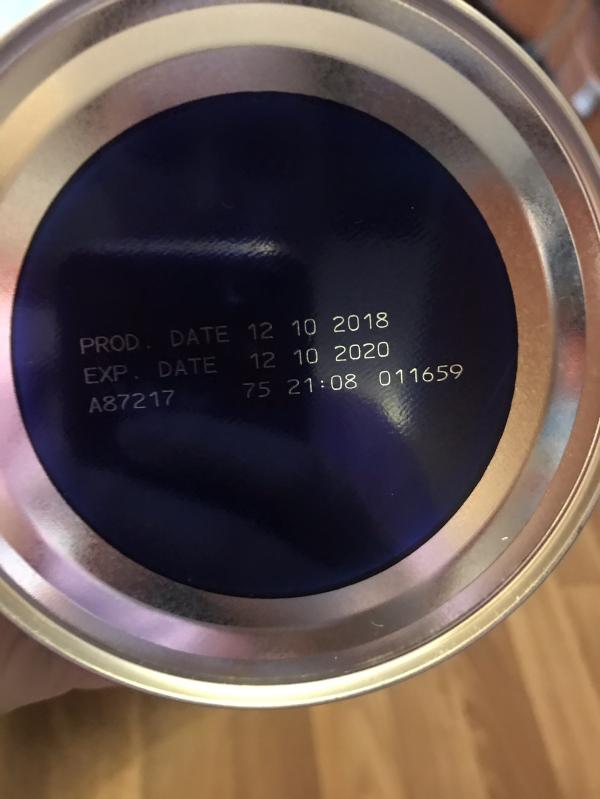 PROD. DATE 12 10 2018
EXP. DATE 12 10 2020
A87217 75 21:08 011659